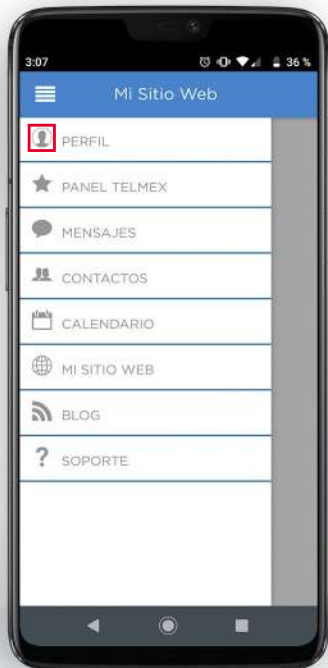 3:07
36 %
Mi Sitio Web
PERFIL
PANEL TELMEX
MENSAJES
CONTACTOS
CALENDARIO
MI SITIO WEB
BLOG
? SOPORTE